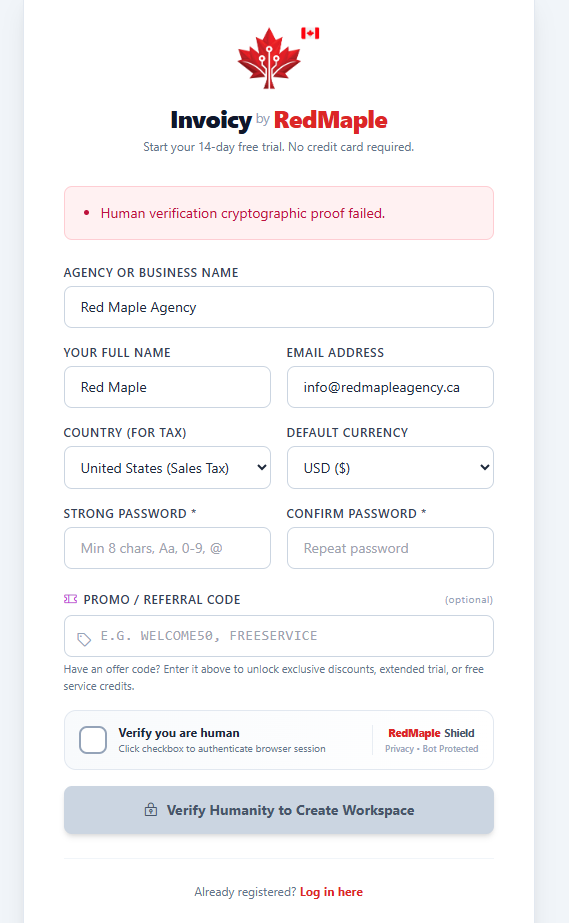 Invoicy by RedMaple
Start your 14-day free trial. No credit card required.
• Human verification cryptographic proof failed.
AGENCY OR BUSINESS NAME
Red Maple Agency
YOUR FULL NAME
EMAIL ADDRESS
Red Maple
info@redmapleagency.ca
COUNTRY (FOR TAX)
DEFAULT CURRENCY
United States (Sales Tax)
USD ($)
STRONG PASSWORD *
CONFIRM PASSWORD *
Min 8 chars, Aa, 0-9, @
Repeat password
PROMO / REFERRAL CODE
(optional)
E.G. WELCOME50, FREESERVICE
Have an offer code? Enter it above to unlock exclusive discounts, extended trial, or free
service credits.
Verify you are human
RedMaple Shield
Click checkbox to authenticate browser session
Privacy • Bot Protected
Verify Humanity to Create Workspace
Already registered? Log in here